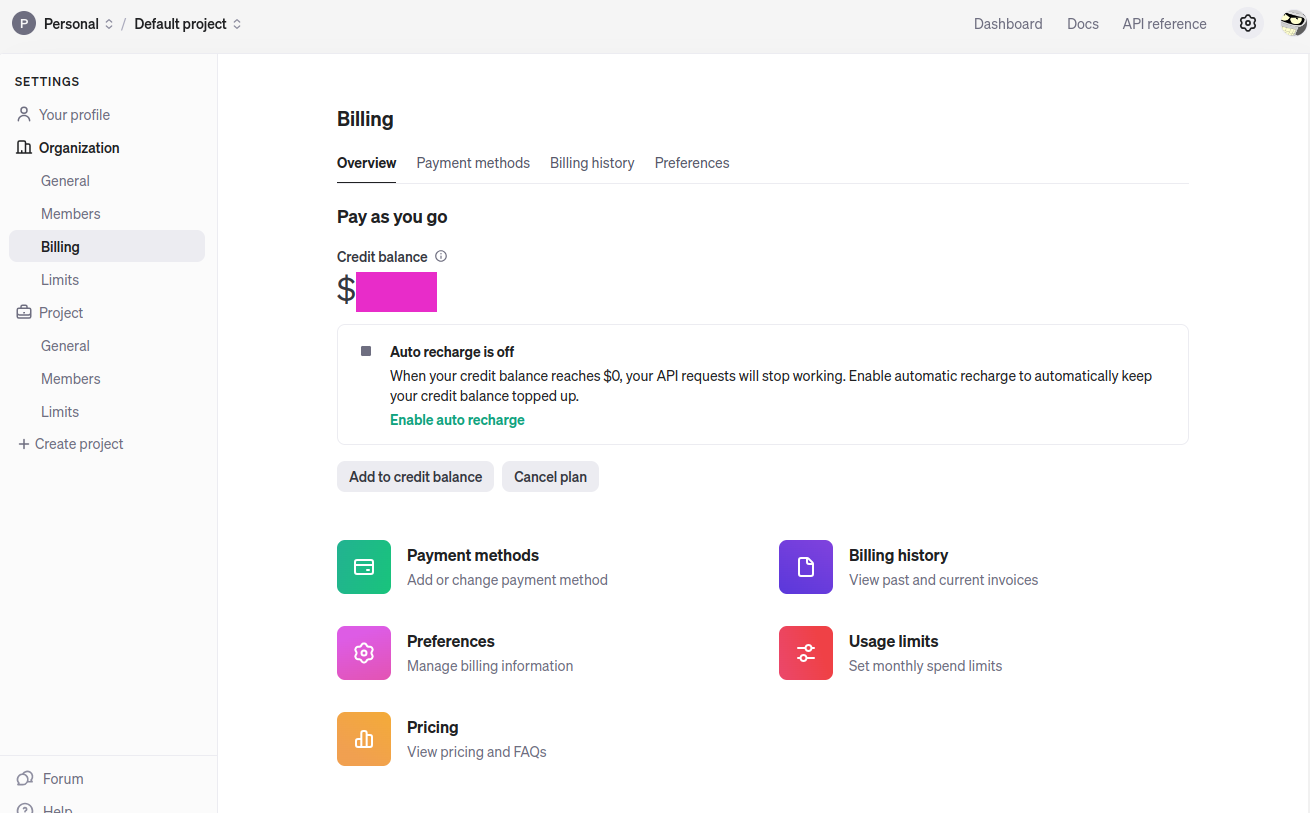 P Personal / Default project
Dashboard Docs API reference
SETTINGS
Your profile
Organization
General
Members
Billing
Limits
Project
General
Members
Limits
+ Create project
Forum
Help
Billing
Overview Payment methods Billing history Preferences
Pay as you go
Credit balance
$
Auto recharge is off
When your credit balance reaches $0, your API requests will stop working. Enable automatic recharge to automatically keep
your credit balance topped up.
Enable auto recharge
Add to credit balance Cancel plan
Payment methods
Add or change payment method
Billing history
View past and current invoices
Preferences
Manage billing information
Usage limits
Set monthly spend limits
Pricing
View pricing and FAQs